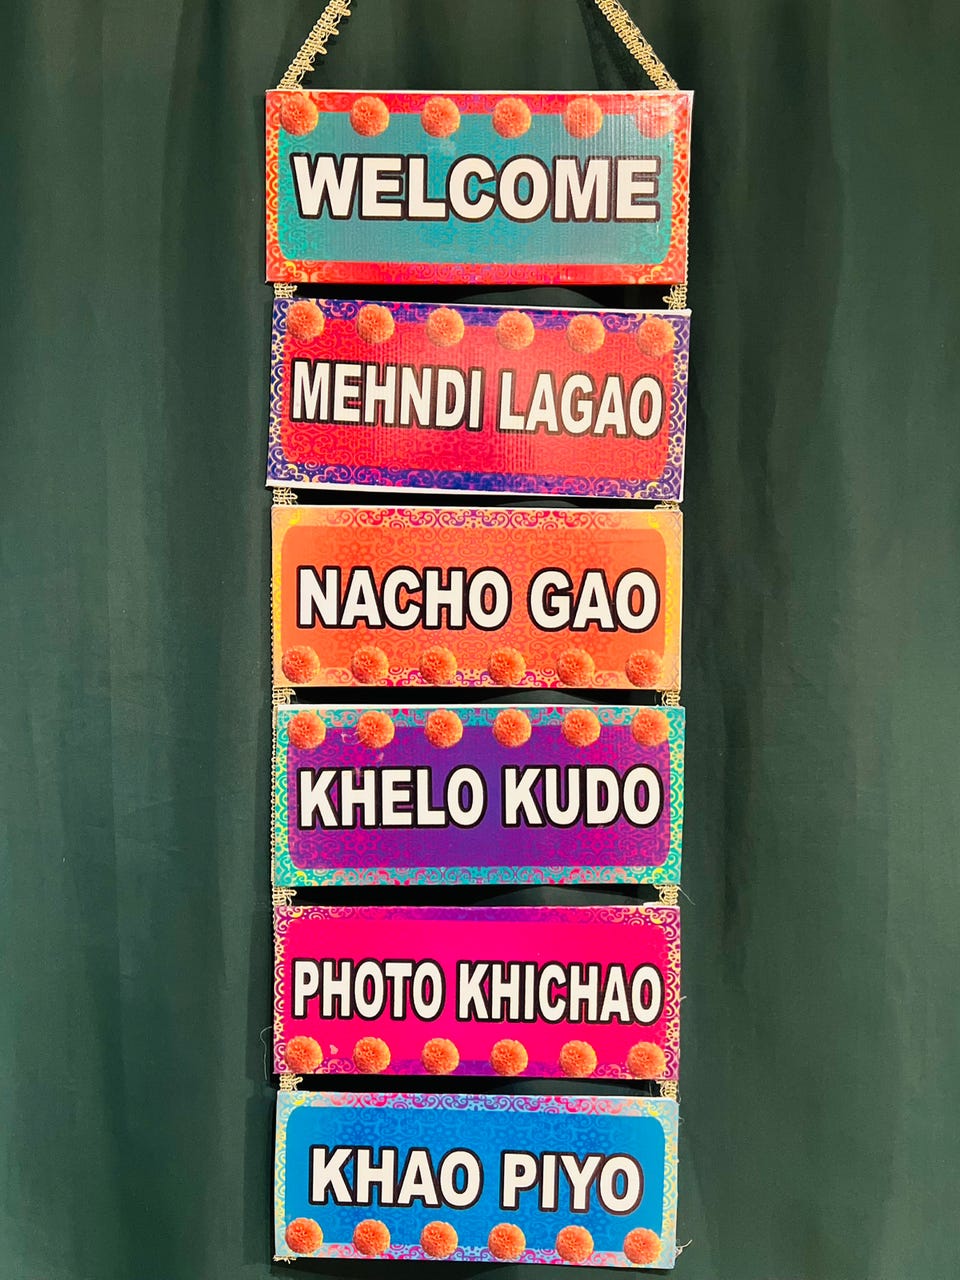 WELCOME
MEHNDI LAGAO
NACHO GAO
KHELO KUDO
PHOTO KHICHAO
KHAO PIYO